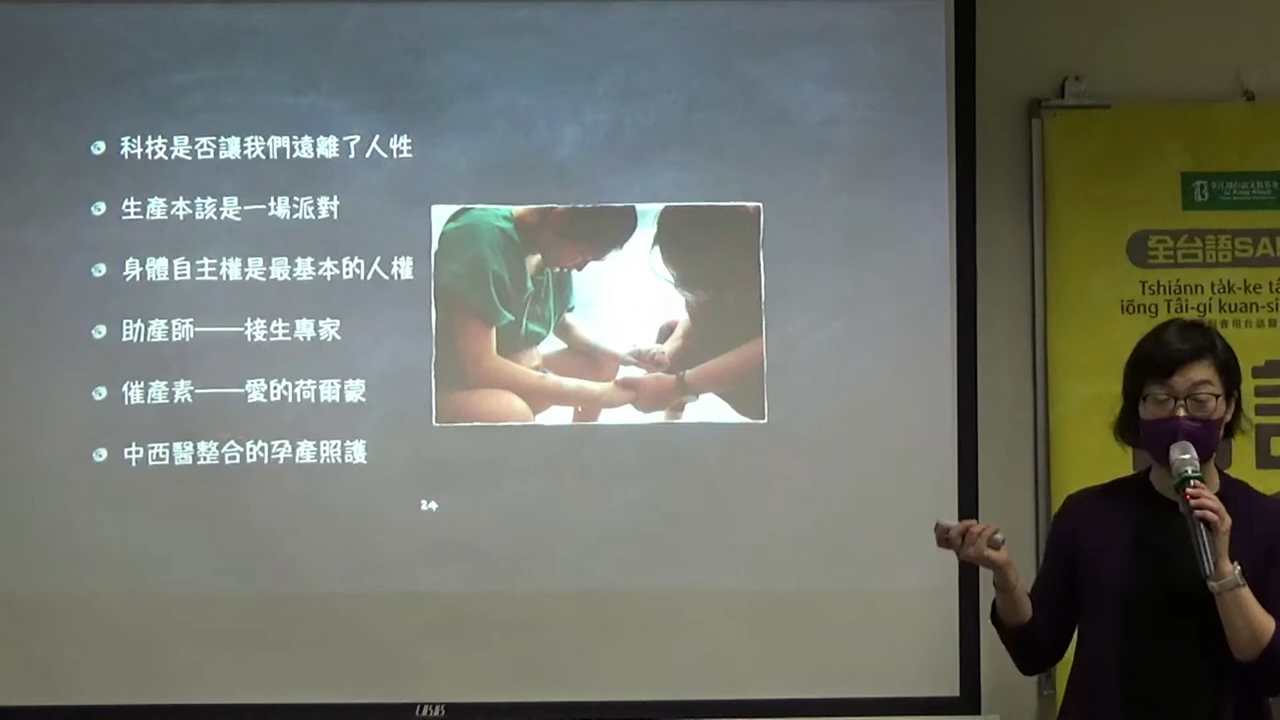 科技是否讓我們遠離了人性
生產本該是一場派對
身體自主權是最基本的人權
助產師——接生專家
催產素——愛的荷爾蒙
中西醫整合的孕產照護
24
全台語SA
Tshiánn ta̍k-ke tâ
iōng Tâi-gí kuan-si